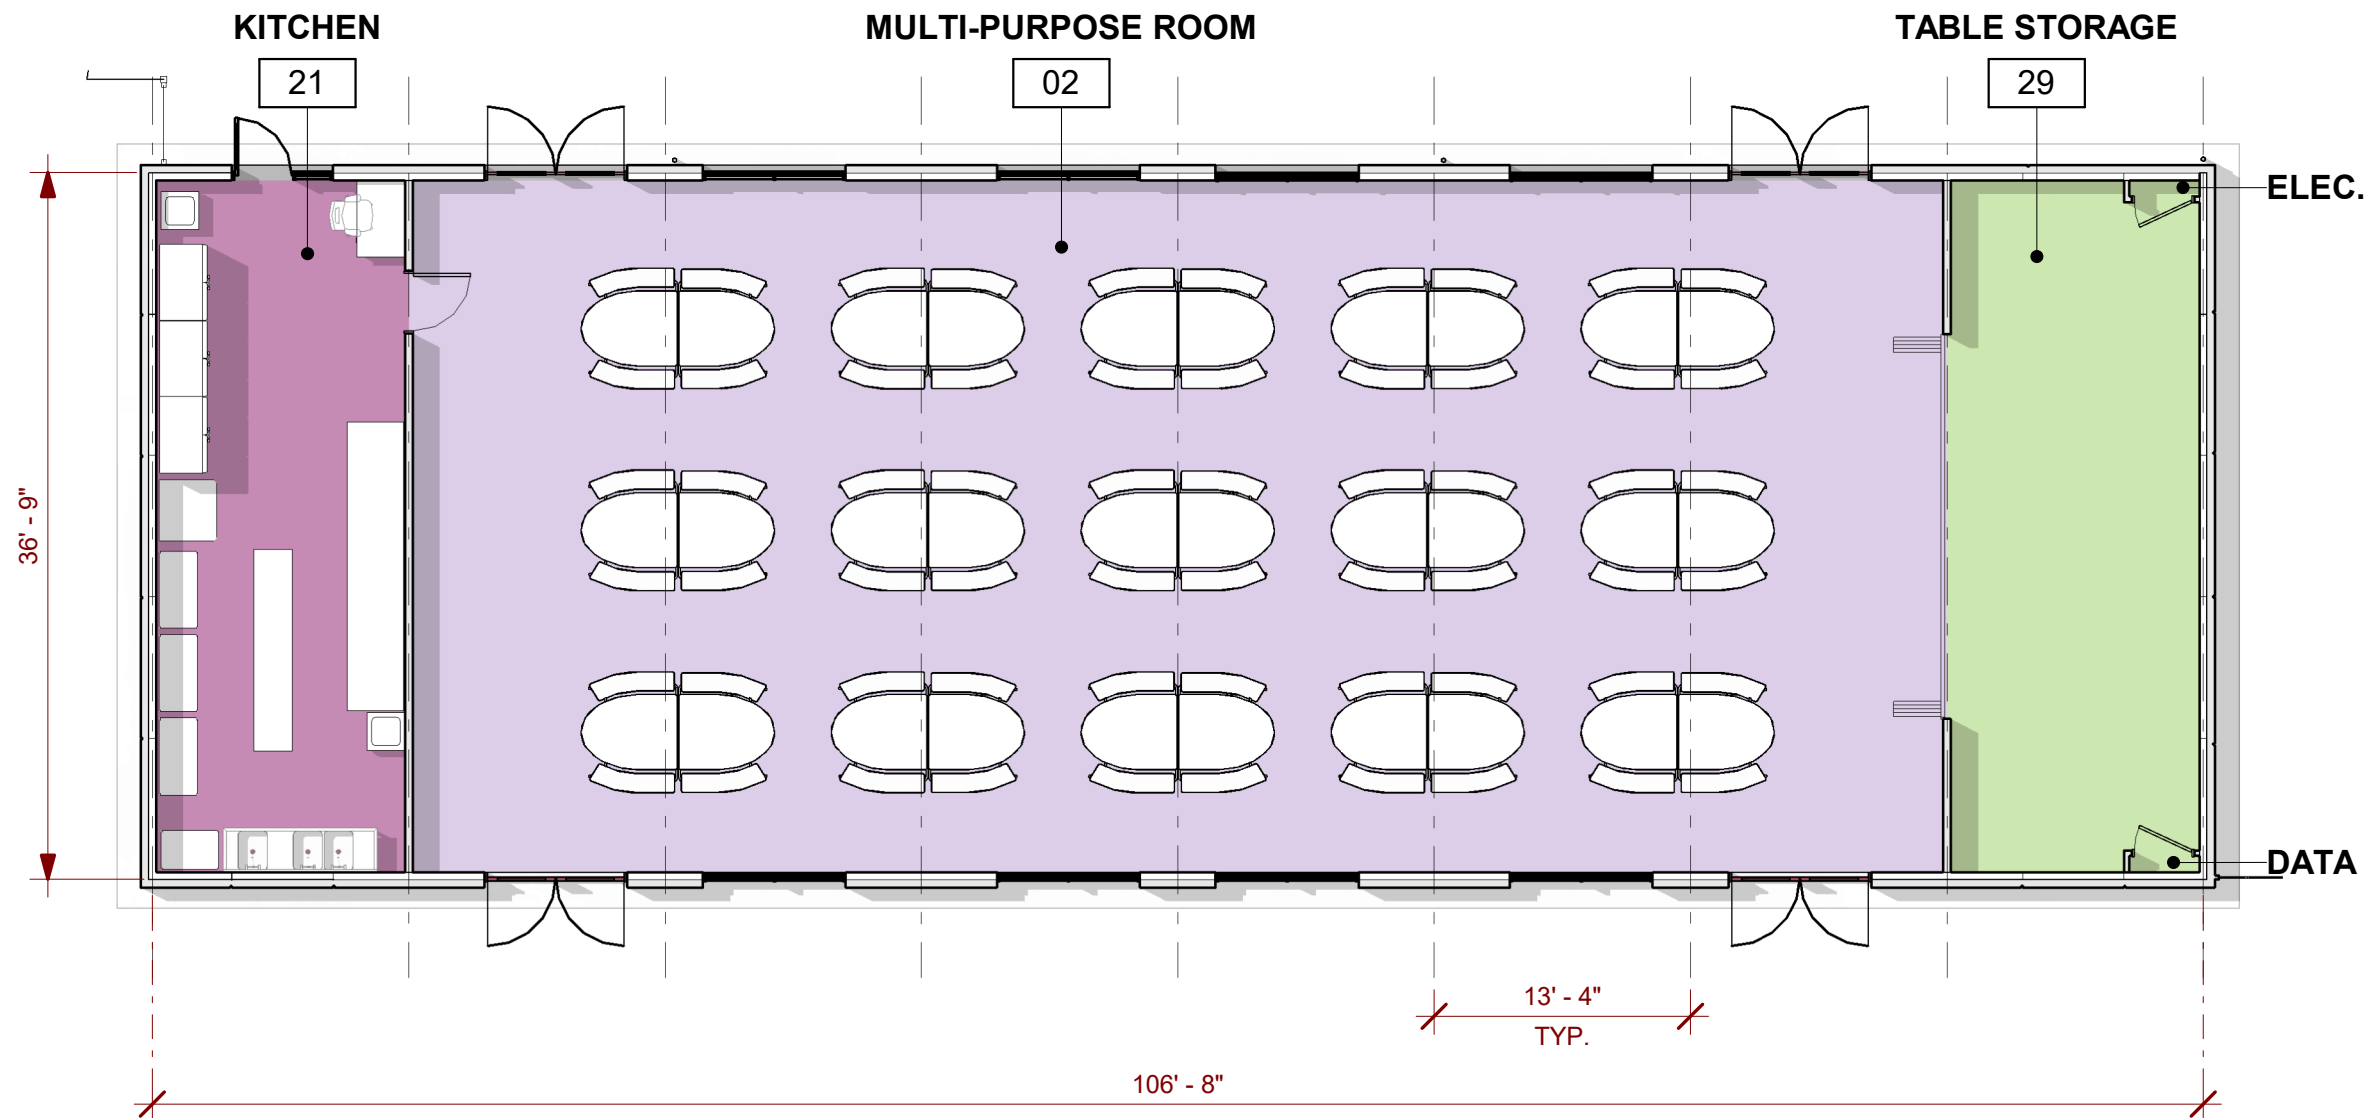 KITCHEN
MULTI-PURPOSE ROOM
TABLE STORAGE
21
02
29
ELEC.
36' - 9"
DATA
13' - 4"
TYP.
106' - 8"